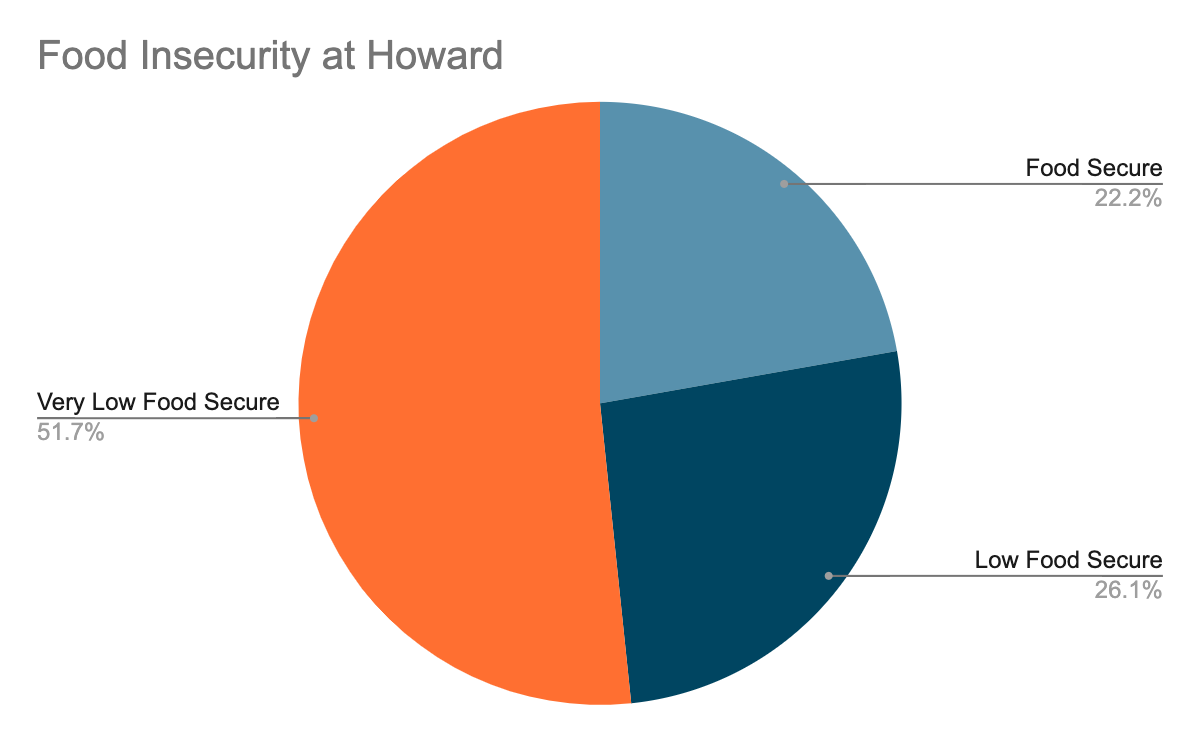 Food Insecurity at Howard
Food Secure
22.2%
Very Low Food Secure
51.7%
Low Food Secure
26.1%